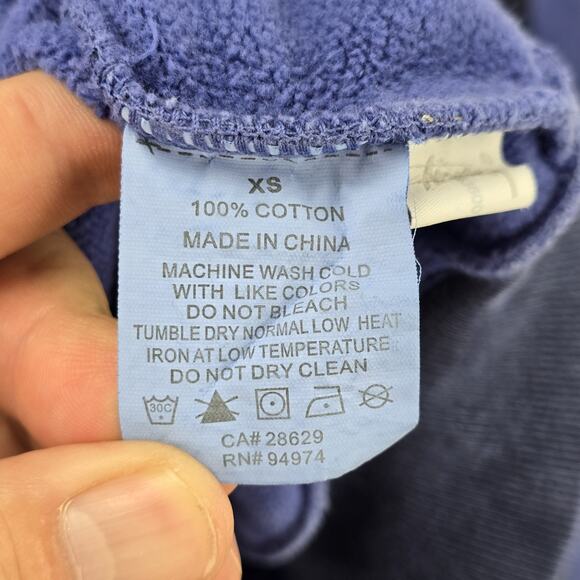 XS
100% COTTON
MADE IN CHINA
MACHINE WASH COLD
WITH LIKE COLORS
DO NOT BLEACH
TUMBLE DRY NORMAL LOW HEAT
IRON AT LOW TEMPERATURE
DO NOT DRY CLEAN
30C
CA# 28629
RN# 94974